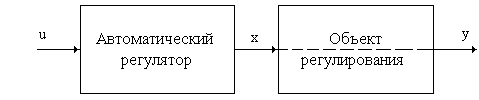 u
Автоматический
регулятор
x
Объект
регулирования
y